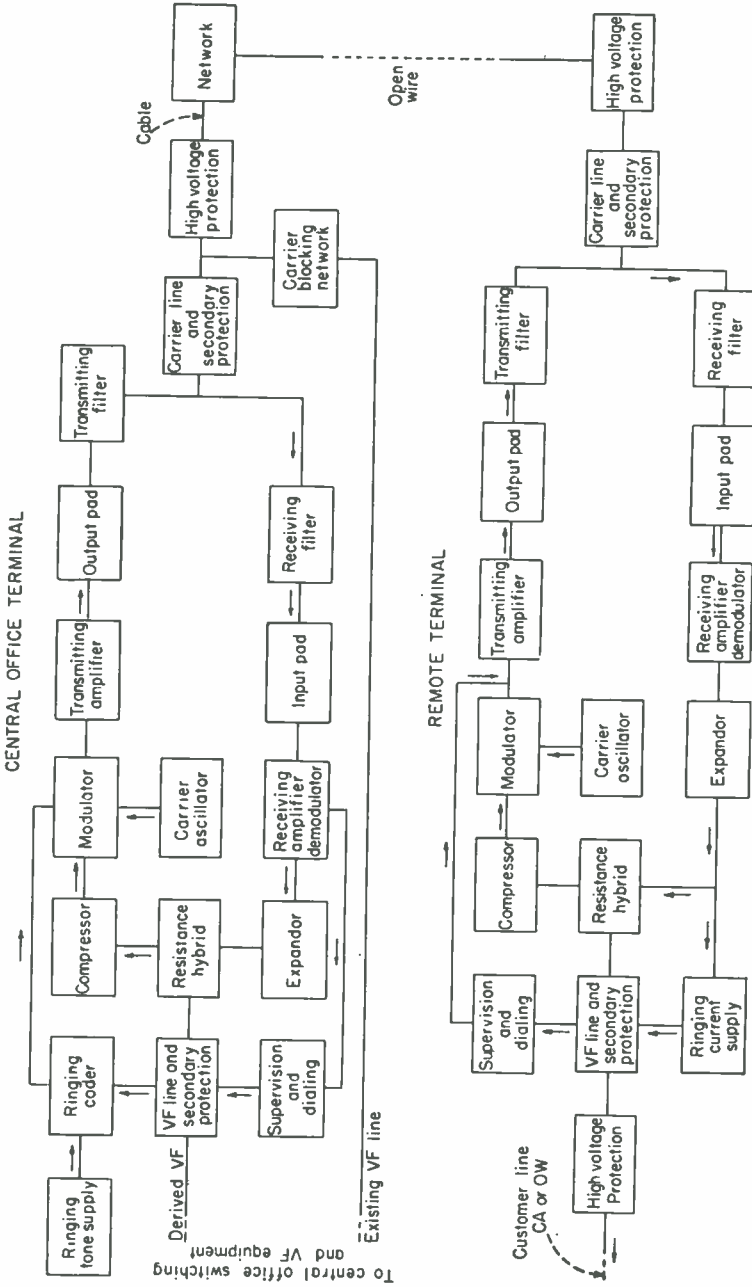 CENTRAL OFFICE TERMINAL
Ringing
tone supply
Ringing
coder
Compressor
Modulator
Transmitting
amplifier
Output pad
Transmitting
filter
Carrier
oscillator
Derived VF
VF line and
secondary
protection
Resistance
hybrid
Supervision
and
dialing
Expandor
Receiving
amplifier
demodulator
Input pad
Receiving
filter
Carrier line
and
secondary
protection
High voltage
protection
Cable
Network
Carrier
blocking
network
Existing VF line
To central office switching
and VF equipment
Open
wire
REMOTE TERMINAL
Customer line
CA or OW
High voltage
Protection
Supervision
and
dialing
VF line and
secondary
protection
Ringing
current
supply
Compressor
Resistance
hybrid
Modulator
Carrier
oscillator
Expandor
Transmitting
amplifier
Receiving
amplifier
demodulator
Output pad
Input pad
Transmitting
filter
Receiving
filter
Carrier line
and
secondary
protection
High voltage
protection